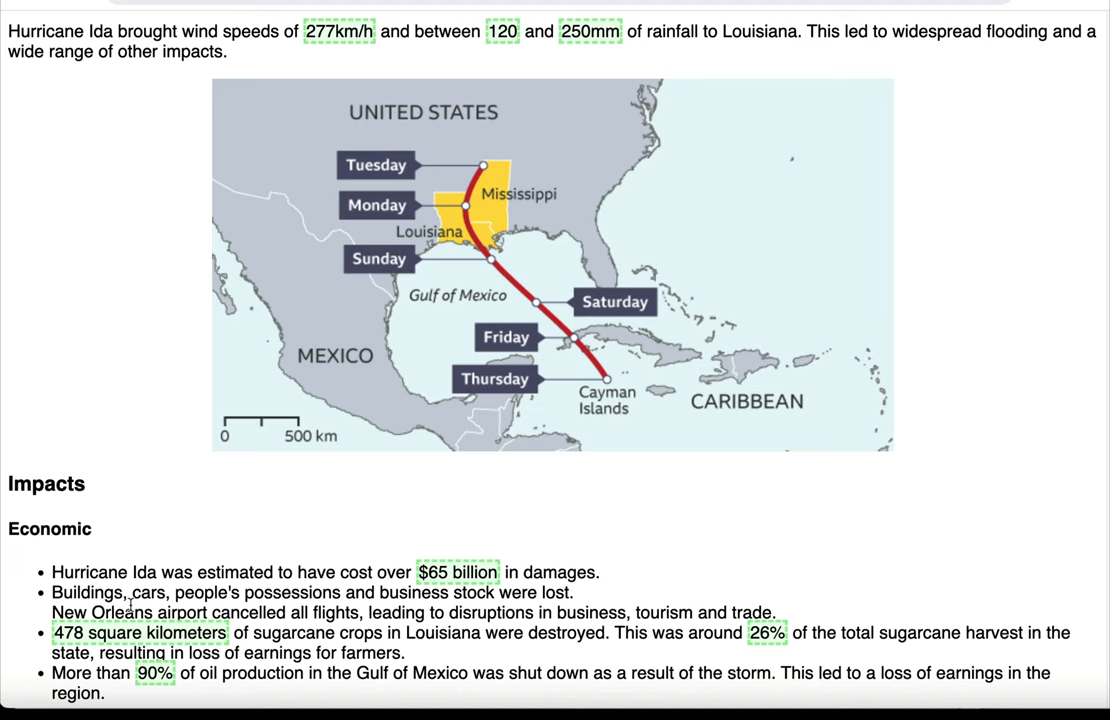 Hurricane Ida brought wind speeds of 277km/h and between 120 and 250mm of rainfall to Louisiana. This led to widespread flooding and a
wide range of other impacts.
UNITED STATES
Tuesday
Mississippi
Monday
Louisiana
Sunday
Gulf of Mexico
Saturday
Friday
MEXICO
Thursday
Cayman
Islands
CARIBBEAN
0 500 km
Impacts
Economic
• Hurricane Ida was estimated to have cost over $65 billion in damages.
• Buildings, cars, people's possessions and business stock were lost.
New Orleans airport cancelled all flights, leading to disruptions in business, tourism and trade.
• 478 square kilometers of sugarcane crops in Louisiana were destroyed. This was around 26% of the total sugarcane harvest in the
state, resulting in loss of earnings for farmers.
• More than 90% of oil production in the Gulf of Mexico was shut down as a result of the storm. This led to a loss of earnings in the
region.